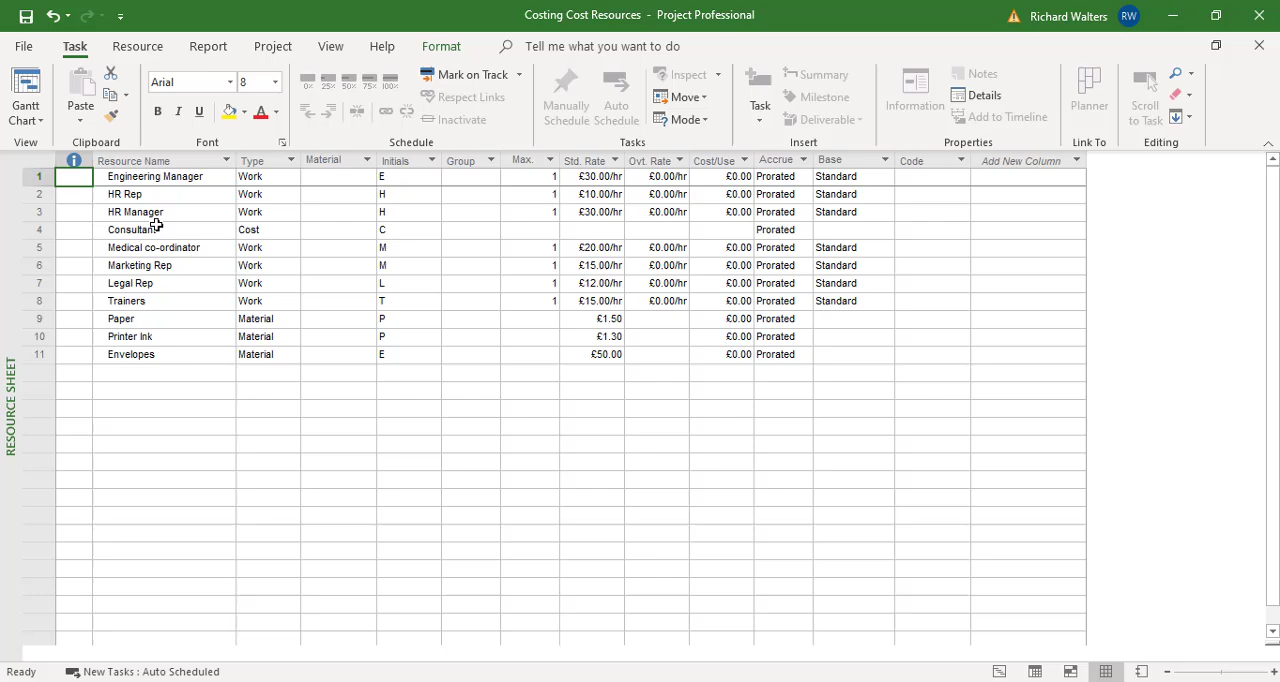 Costing Cost Resources - Project Professional
Richard Walters RW
File Task Resource Report Project View Help Format Tell me what you want to do
Gantt Chart
View
Paste
Clipboard
Arial 8
B I U A
Font
0% 25% 50% 75% 100%
Mark on Track
Respect Links
Inactivate
Schedule
Manually Schedule
Auto Schedule
Inspect
Move
Mode
Tasks
Task
Summary
Milestone
Deliverable
Insert
Information
Notes
Details
Add to Timeline
Properties
Planner
Link To
Scroll to Task
Editing
Resource Name Type Material Initials Group Max. Std. Rate Ovt. Rate Cost/Use Accrue Base Code Add New Column
1 Engineering Manager Work E 1 £30.00/hr £0.00/hr £0.00 Prorated Standard
2 HR Rep Work H 1 £10.00/hr £0.00/hr £0.00 Prorated Standard
3 HR Manager Work H 1 £30.00/hr £0.00/hr £0.00 Prorated Standard
4 Consultant Cost C Prorated
5 Medical co-ordinator Work M 1 £20.00/hr £0.00/hr £0.00 Prorated Standard
6 Marketing Rep Work M 1 £15.00/hr £0.00/hr £0.00 Prorated Standard
7 Legal Rep Work L 1 £12.00/hr £0.00/hr £0.00 Prorated Standard
8 Trainers Work T 1 £15.00/hr £0.00/hr £0.00 Prorated Standard
9 Paper Material P £1.50 £0.00 Prorated
10 Printer Ink Material P £1.30 £0.00 Prorated
11 Envelopes Material E £50.00 £0.00 Prorated
RESOURCE SHEET
Ready New Tasks : Auto Scheduled